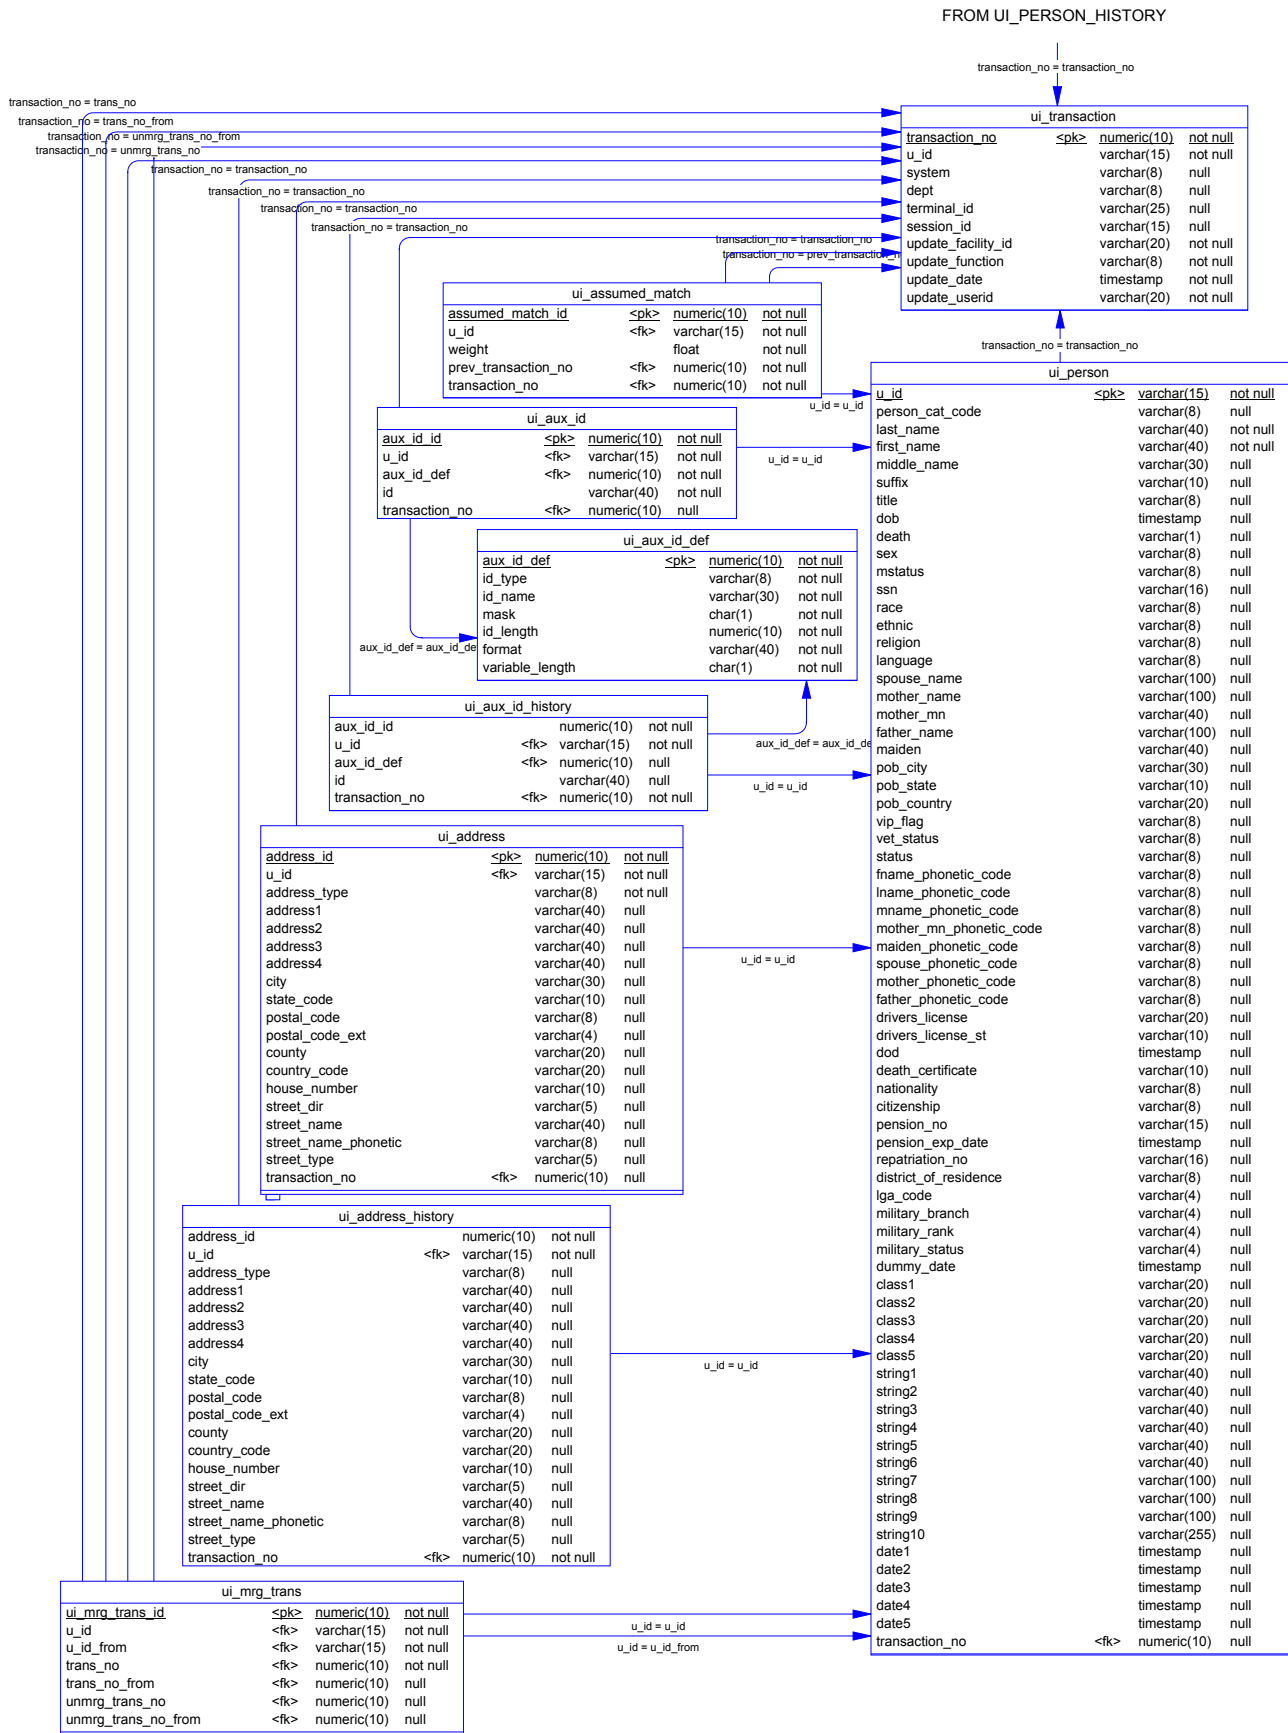 FROM UI_PERSON_HISTORY
transaction_no = transaction_no
transaction_no = trans_no
transaction_no = trans_no_from
transaction_no = unmrg_trans_no_from
transaction_no = unmrg_trans_no
transaction_no = transaction_no
transaction_no = transaction_no
transaction_no = transaction_no
transaction_no = transaction_no
transaction_no = transaction_no
transaction_no = prev_transaction_n
ui_transaction
transaction_no <pk> numeric(10) not null
u_id varchar(15) not null
system varchar(8) null
dept varchar(8) null
terminal_id varchar(25) null
session_id varchar(15) null
update_facility_id varchar(20) not null
update_function varchar(8) not null
update_date timestamp not null
update_userid varchar(20) not null
transaction_no = transaction_no
ui_assumed_match
assumed_match_id <pk> numeric(10) not null
u_id <fk> varchar(15) not null
weight float not null
prev_transaction_no <fk> numeric(10) not null
transaction_no <fk> numeric(10) not null
u_id = u_id
ui_aux_id
aux_id_id <pk> numeric(10) not null
u_id <fk> varchar(15) not null
aux_id_def <fk> numeric(10) not null
id varchar(40) not null
transaction_no <fk> numeric(10) null
u_id = u_id
ui_aux_id_def
aux_id_def <pk> numeric(10) not null
id_type varchar(8) not null
id_name varchar(30) not null
mask char(1) not null
id_length numeric(10) not null
format varchar(40) not null
variable_length char(1) not null
aux_id_def = aux_id_de
ui_aux_id_history
aux_id_id numeric(10) not null
u_id <fk> varchar(15) not null
aux_id_def <fk> numeric(10) null
id varchar(40) null
transaction_no <fk> numeric(10) not null
aux_id_def = aux_id_de
u_id = u_id
ui_address
address_id <pk> numeric(10) not null
u_id <fk> varchar(15) not null
address_type varchar(8) not null
address1 varchar(40) null
address2 varchar(40) null
address3 varchar(40) null
address4 varchar(40) null
city varchar(30) null
state_code varchar(10) null
postal_code varchar(8) null
postal_code_ext varchar(4) null
county varchar(20) null
country_code varchar(20) null
house_number varchar(10) null
street_dir varchar(5) null
street_name varchar(40) null
street_name_phonetic varchar(8) null
street_type varchar(5) null
transaction_no <fk> numeric(10) null
u_id = u_id
ui_address_history
address_id numeric(10) not null
u_id <fk> varchar(15) not null
address_type varchar(8) null
address1 varchar(40) null
address2 varchar(40) null
address3 varchar(40) null
address4 varchar(40) null
city varchar(30) null
state_code varchar(10) null
postal_code varchar(8) null
postal_code_ext varchar(4) null
county varchar(20) null
country_code varchar(20) null
house_number varchar(10) null
street_dir varchar(5) null
street_name varchar(40) null
street_name_phonetic varchar(8) null
street_type varchar(5) null
transaction_no <fk> numeric(10) not null
u_id = u_id
ui_mrg_trans
ui_mrg_trans_id <pk> numeric(10) not null
u_id <fk> varchar(15) not null
u_id_from <fk> varchar(15) not null
trans_no <fk> numeric(10) not null
trans_no_from <fk> numeric(10) null
unmrg_trans_no <fk> numeric(10) null
unmrg_trans_no_from <fk> numeric(10) null
u_id = u_id
u_id = u_id_from
ui_person
u_id <pk> varchar(15) not null
person_cat_code varchar(8) null
last_name varchar(40) not null
first_name varchar(40) not null
middle_name varchar(30) null
suffix varchar(10) null
title varchar(8) null
dob timestamp null
death varchar(1) null
sex varchar(8) null
mstatus varchar(8) null
ssn varchar(16) null
race varchar(8) null
ethnic varchar(8) null
religion varchar(8) null
language varchar(8) null
spouse_name varchar(100) null
mother_name varchar(100) null
mother_mn varchar(40) null
father_name varchar(100) null
maiden varchar(40) null
pob_city varchar(30) null
pob_state varchar(10) null
pob_country varchar(20) null
vip_flag varchar(8) null
vet_status varchar(8) null
status varchar(8) null
fname_phonetic_code varchar(8) null
lname_phonetic_code varchar(8) null
mname_phonetic_code varchar(8) null
mother_mn_phonetic_code varchar(8) null
maiden_phonetic_code varchar(8) null
spouse_phonetic_code varchar(8) null
mother_phonetic_code varchar(8) null
father_phonetic_code varchar(8) null
drivers_license varchar(20) null
drivers_license_st varchar(10) null
dod timestamp null
death_certificate varchar(10) null
nationality varchar(8) null
citizenship varchar(8) null
pension_no varchar(15) null
pension_exp_date timestamp null
repatriation_no varchar(16) null
district_of_residence varchar(8) null
lga_code varchar(4) null
military_branch varchar(4) null
military_rank varchar(4) null
military_status varchar(4) null
dummy_date timestamp null
class1 varchar(20) null
class2 varchar(20) null
class3 varchar(20) null
class4 varchar(20) null
class5 varchar(20) null
string1 varchar(40) null
string2 varchar(40) null
string3 varchar(40) null
string4 varchar(40) null
string5 varchar(40) null
string6 varchar(40) null
string7 varchar(100) null
string8 varchar(100) null
string9 varchar(100) null
string10 varchar(255) null
date1 timestamp null
date2 timestamp null
date3 timestamp null
date4 timestamp null
date5 timestamp null
transaction_no <fk> numeric(10) null